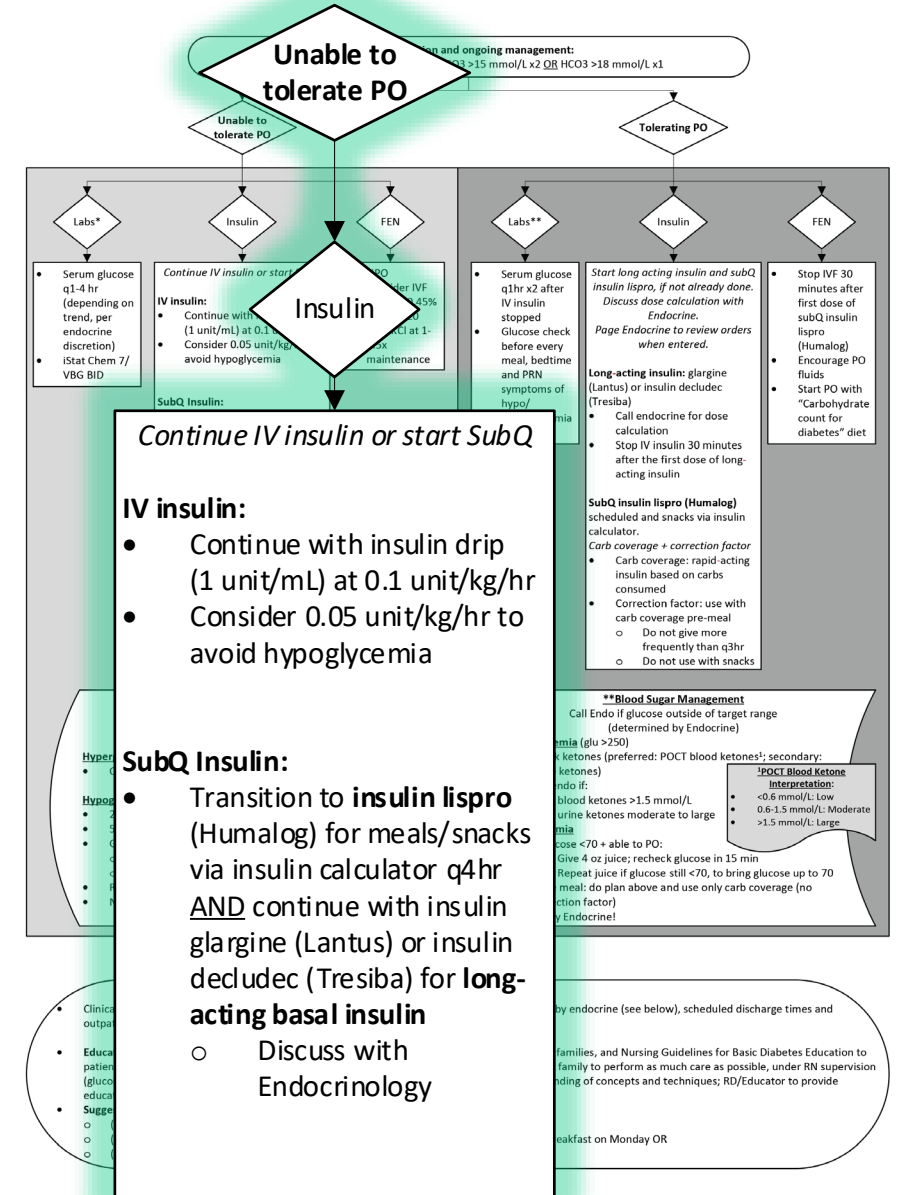 Unable to
tolerate PO
on and ongoing management:
O3 >15 mmol/L x2 OR HCO3 >18 mmol/L x1
Unable to
tolerate PO
Tolerating PO
Labs*
Insulin
FEN
Labs**
Insulin
FEN
• Serum glucose
q1-4 hr
(depending on
trend, per
endocrine
discretion)
• iStat Chem 7/
VBG BID
Continue IV insulin or start
IV insulin:
• Continue with
(1 unit/mL) at 0.1 u
• Consider 0.05 unit/kg/
avoid hypoglycemia
SubQ Insulin:
PO
der IVF
0.45%
KCl at 1-
5x
maintenance
Insulin
Continue IV insulin or start SubQ
IV insulin:
• Continue with insulin drip
(1 unit/mL) at 0.1 unit/kg/hr
• Consider 0.05 unit/kg/hr to
avoid hypoglycemia
SubQ Insulin:
• Transition to insulin lispro
(Humalog) for meals/snacks
via insulin calculator q4hr
AND continue with insulin
glargine (Lantus) or insulin
decludec (Tresiba) for long-
acting basal insulin
o Discuss with
Endocrinology
• Serum glucose
q1hr x2 after
IV insulin
stopped
• Glucose check
before every
meal, bedtime
and PRN
symptoms of
hypo/
mia
Start long acting insulin and subQ
insulin lispro, if not already done.
Discuss dose calculation with
Endocrine.
Page Endocrine to review orders
when entered.
Long-acting insulin: glargine
(Lantus) or insulin decludec
(Tresiba)
• Call endocrine for dose
calculation
• Stop IV insulin 30 minutes
after the first dose of long-
acting insulin
SubQ insulin lispro (Humalog)
scheduled and snacks via insulin
calculator.
Carb coverage + correction factor
• Carb coverage: rapid-acting
insulin based on carbs
consumed
• Correction factor: use with
carb coverage pre-meal
o Do not give more
frequently than q3hr
o Do not use with snacks
• Stop IVF 30
minutes after
first dose of
subQ insulin
lispro
(Humalog)
• Encourage PO
fluids
• Start PO with
"Carbohydrate
count for
diabetes" diet
Hyper
Hypog
**Blood Sugar Management
Call Endo if glucose outside of target range
(determined by Endocrine)
emia (glu >250)
k ketones (preferred: POCT blood ketones¹; secondary:
ketones)
ndo if:
blood ketones >1.5 mmol/L
urine ketones moderate to large
mia
cose <70 + able to PO:
Give 4 oz juice; recheck glucose in 15 min
Repeat juice if glucose still <70, to bring glucose up to 70
meal: do plan above and use only carb coverage (no
ction factor)
y Endocrine!
¹POCT Blood Ketone
Interpretation:
• <0.6 mmol/L: Low
• 0.6-1.5 mmol/L: Moderate
• >1.5 mmol/L: Large
• Clinica
outpa
by endocrine (see below), scheduled discharge times and
• Educa
patien
(gluco
educa
families, and Nursing Guidelines for Basic Diabetes Education to
family to perform as much care as possible, under RN supervision
nding of concepts and techniques; RD/Educator to provide
• Sugge
eakfast on Monday OR